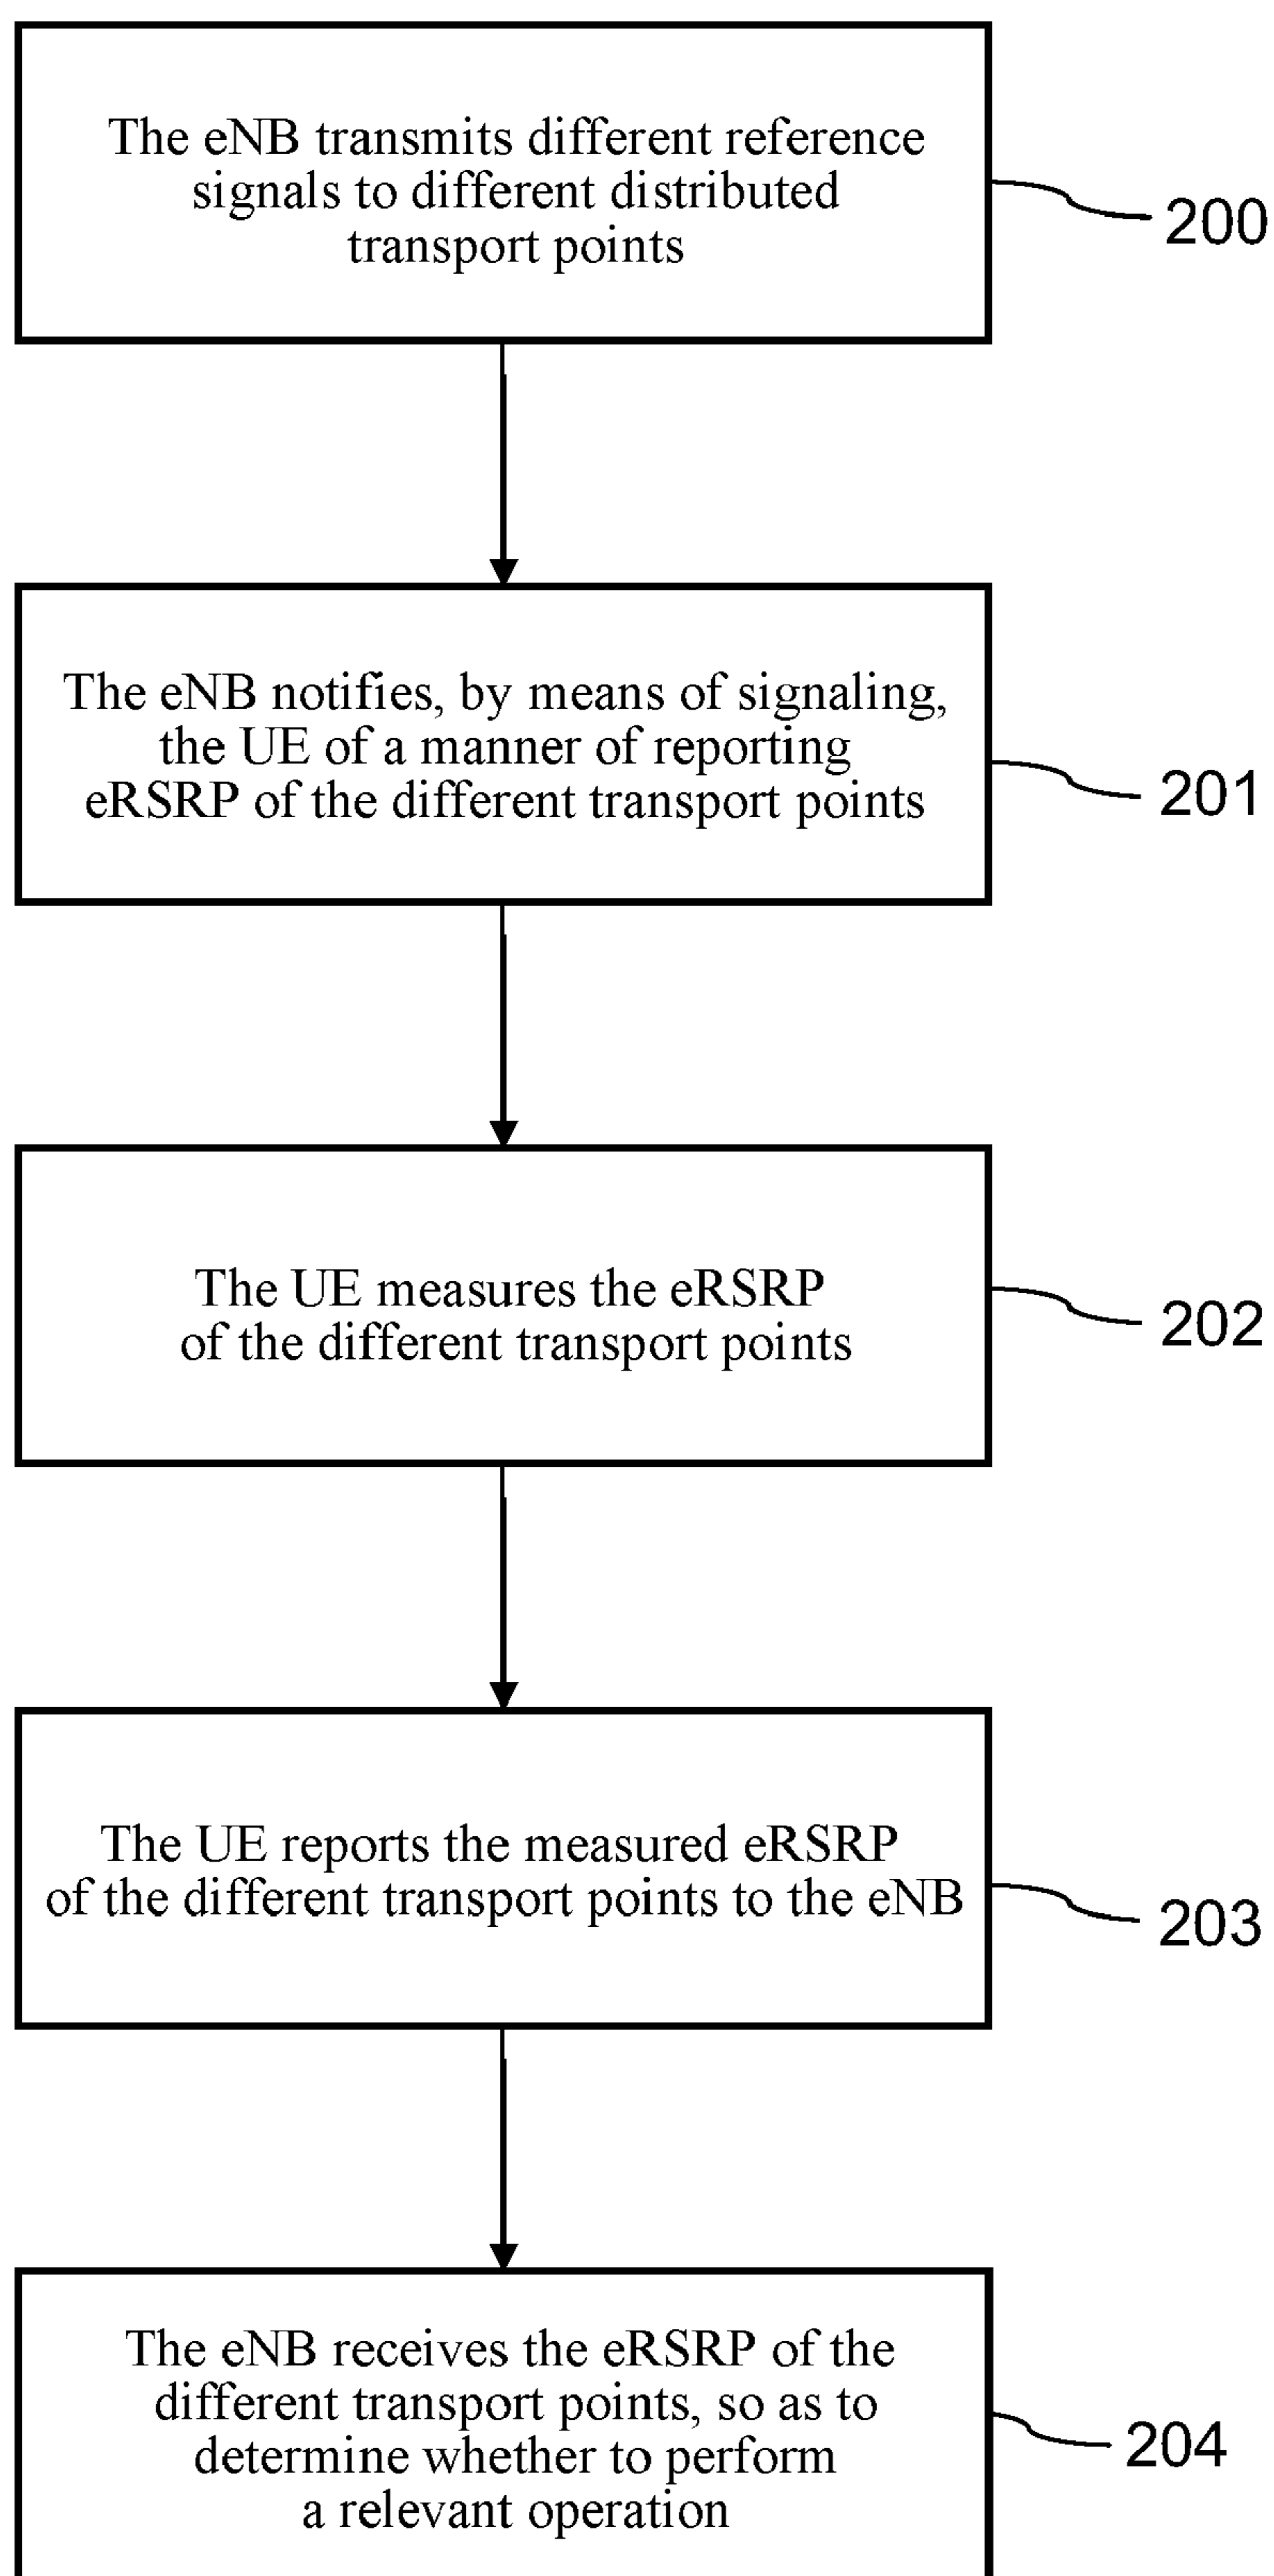 The eNB transmits different reference
signals to different distributed
transport points
200
The eNB notifies, by means of signaling,
the UE of a manner of reporting
eRSRP of the different transport points
201
The UE measures the eRSRP
of the different transport points
202
The UE reports the measured eRSRP
of the different transport points to the eNB
203
The eNB receives the eRSRP of the
different transport points, so as to
determine whether to perform
a relevant operation
204